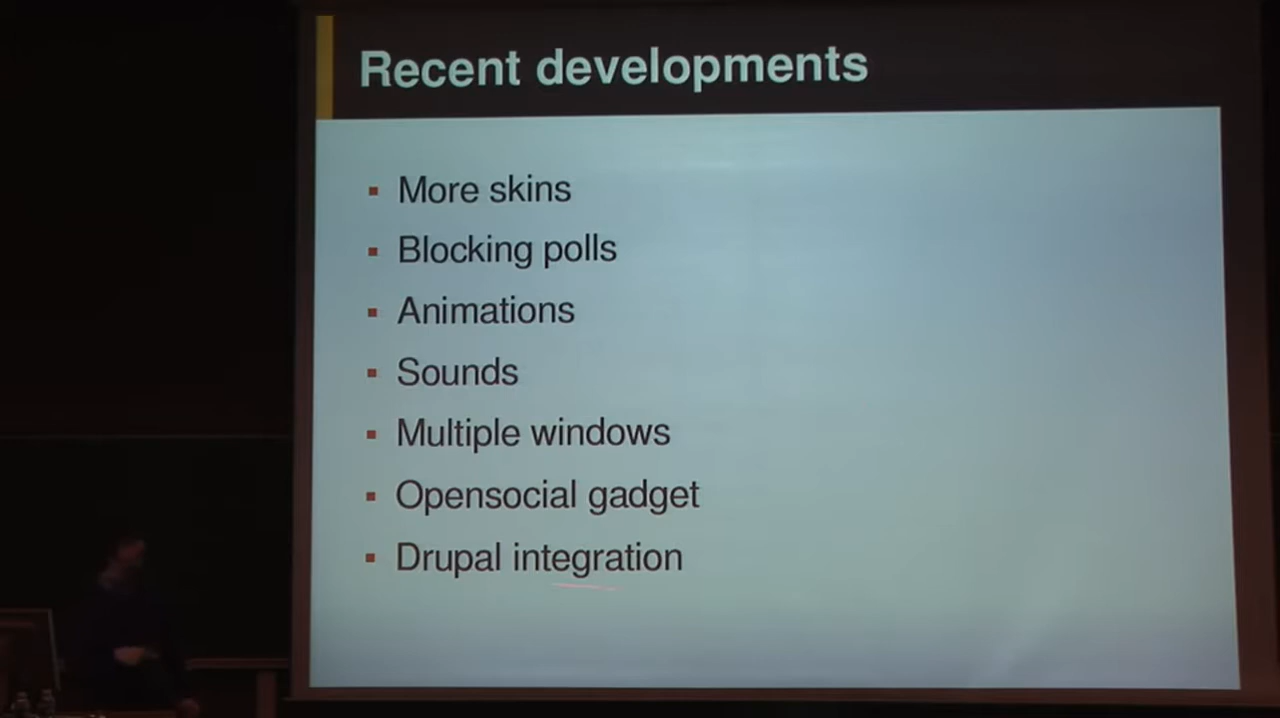 Recent developments
More skins
Blocking polls
Animations
Sounds
Multiple windows
Opensocial gadget
Drupal integration